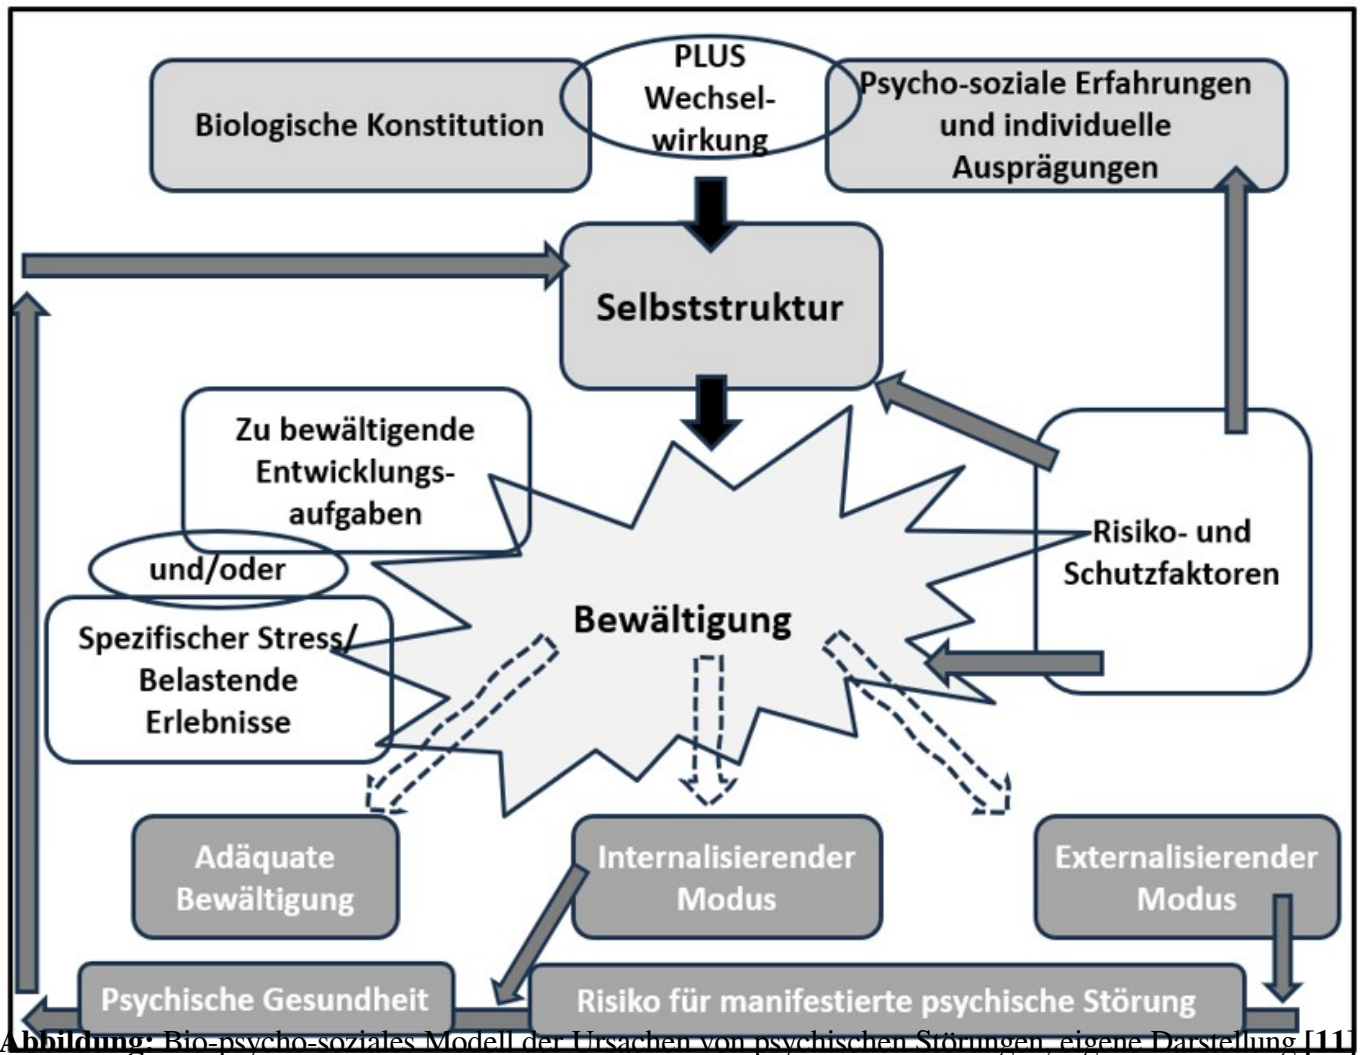 PLUS
Wechsel-
wirkung
Biologische Konstitution
Psycho-soziale Erfahrungen
und individuelle
Ausprägungen
Selbststruktur
Zu bewältigende
Entwicklungs-
aufgaben
und/oder
Spezifischer Stress/
Belastende
Erlebnisse
Bewältigung
Risiko- und
Schutzfaktoren
Adäquate
Bewältigung
Internalisierender
Modus
Externalisierender
Modus
Psychische Gesundheit
Risiko für manifestierte psychische Störung
Abbildung: Bio-psycho-soziales Modell der Ursachen von psychischen Störungen, eigene Darstellung [11]